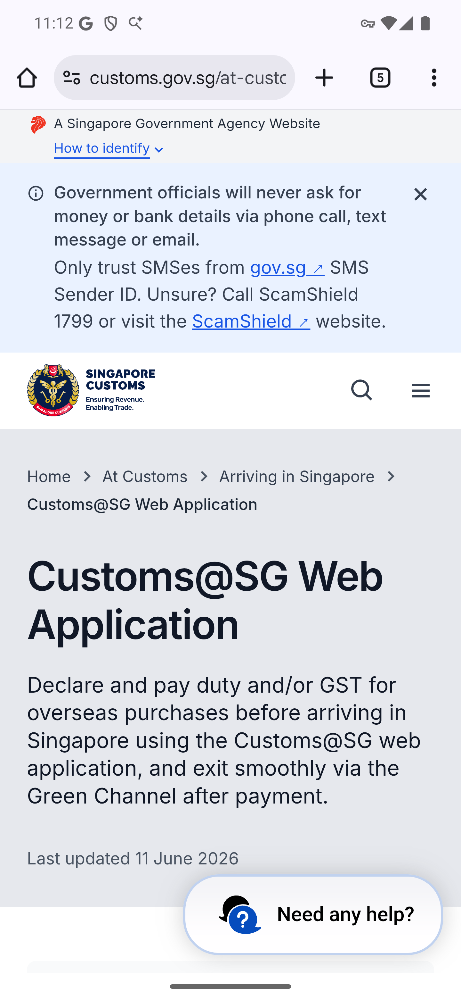 11:12
customs.gov.sg/at-custo
5
A Singapore Government Agency Website
How to identify
Government officials will never ask for
money or bank details via phone call, text
message or email.
Only trust SMSes from gov.sg ↗ SMS
Sender ID. Unsure? Call ScamShield
1799 or visit the ScamShield ↗ website.
SINGAPORE
CUSTOMS
Ensuring Revenue.
Enabling Trade.
SINGAPORE CUSTOMS
Home > At Customs > Arriving in Singapore >
Customs@SG Web Application
Customs@SG Web
Application
Declare and pay duty and/or GST for
overseas purchases before arriving in
Singapore using the Customs@SG web
application, and exit smoothly via the
Green Channel after payment.
Last updated 11 June 2026
Need any help?